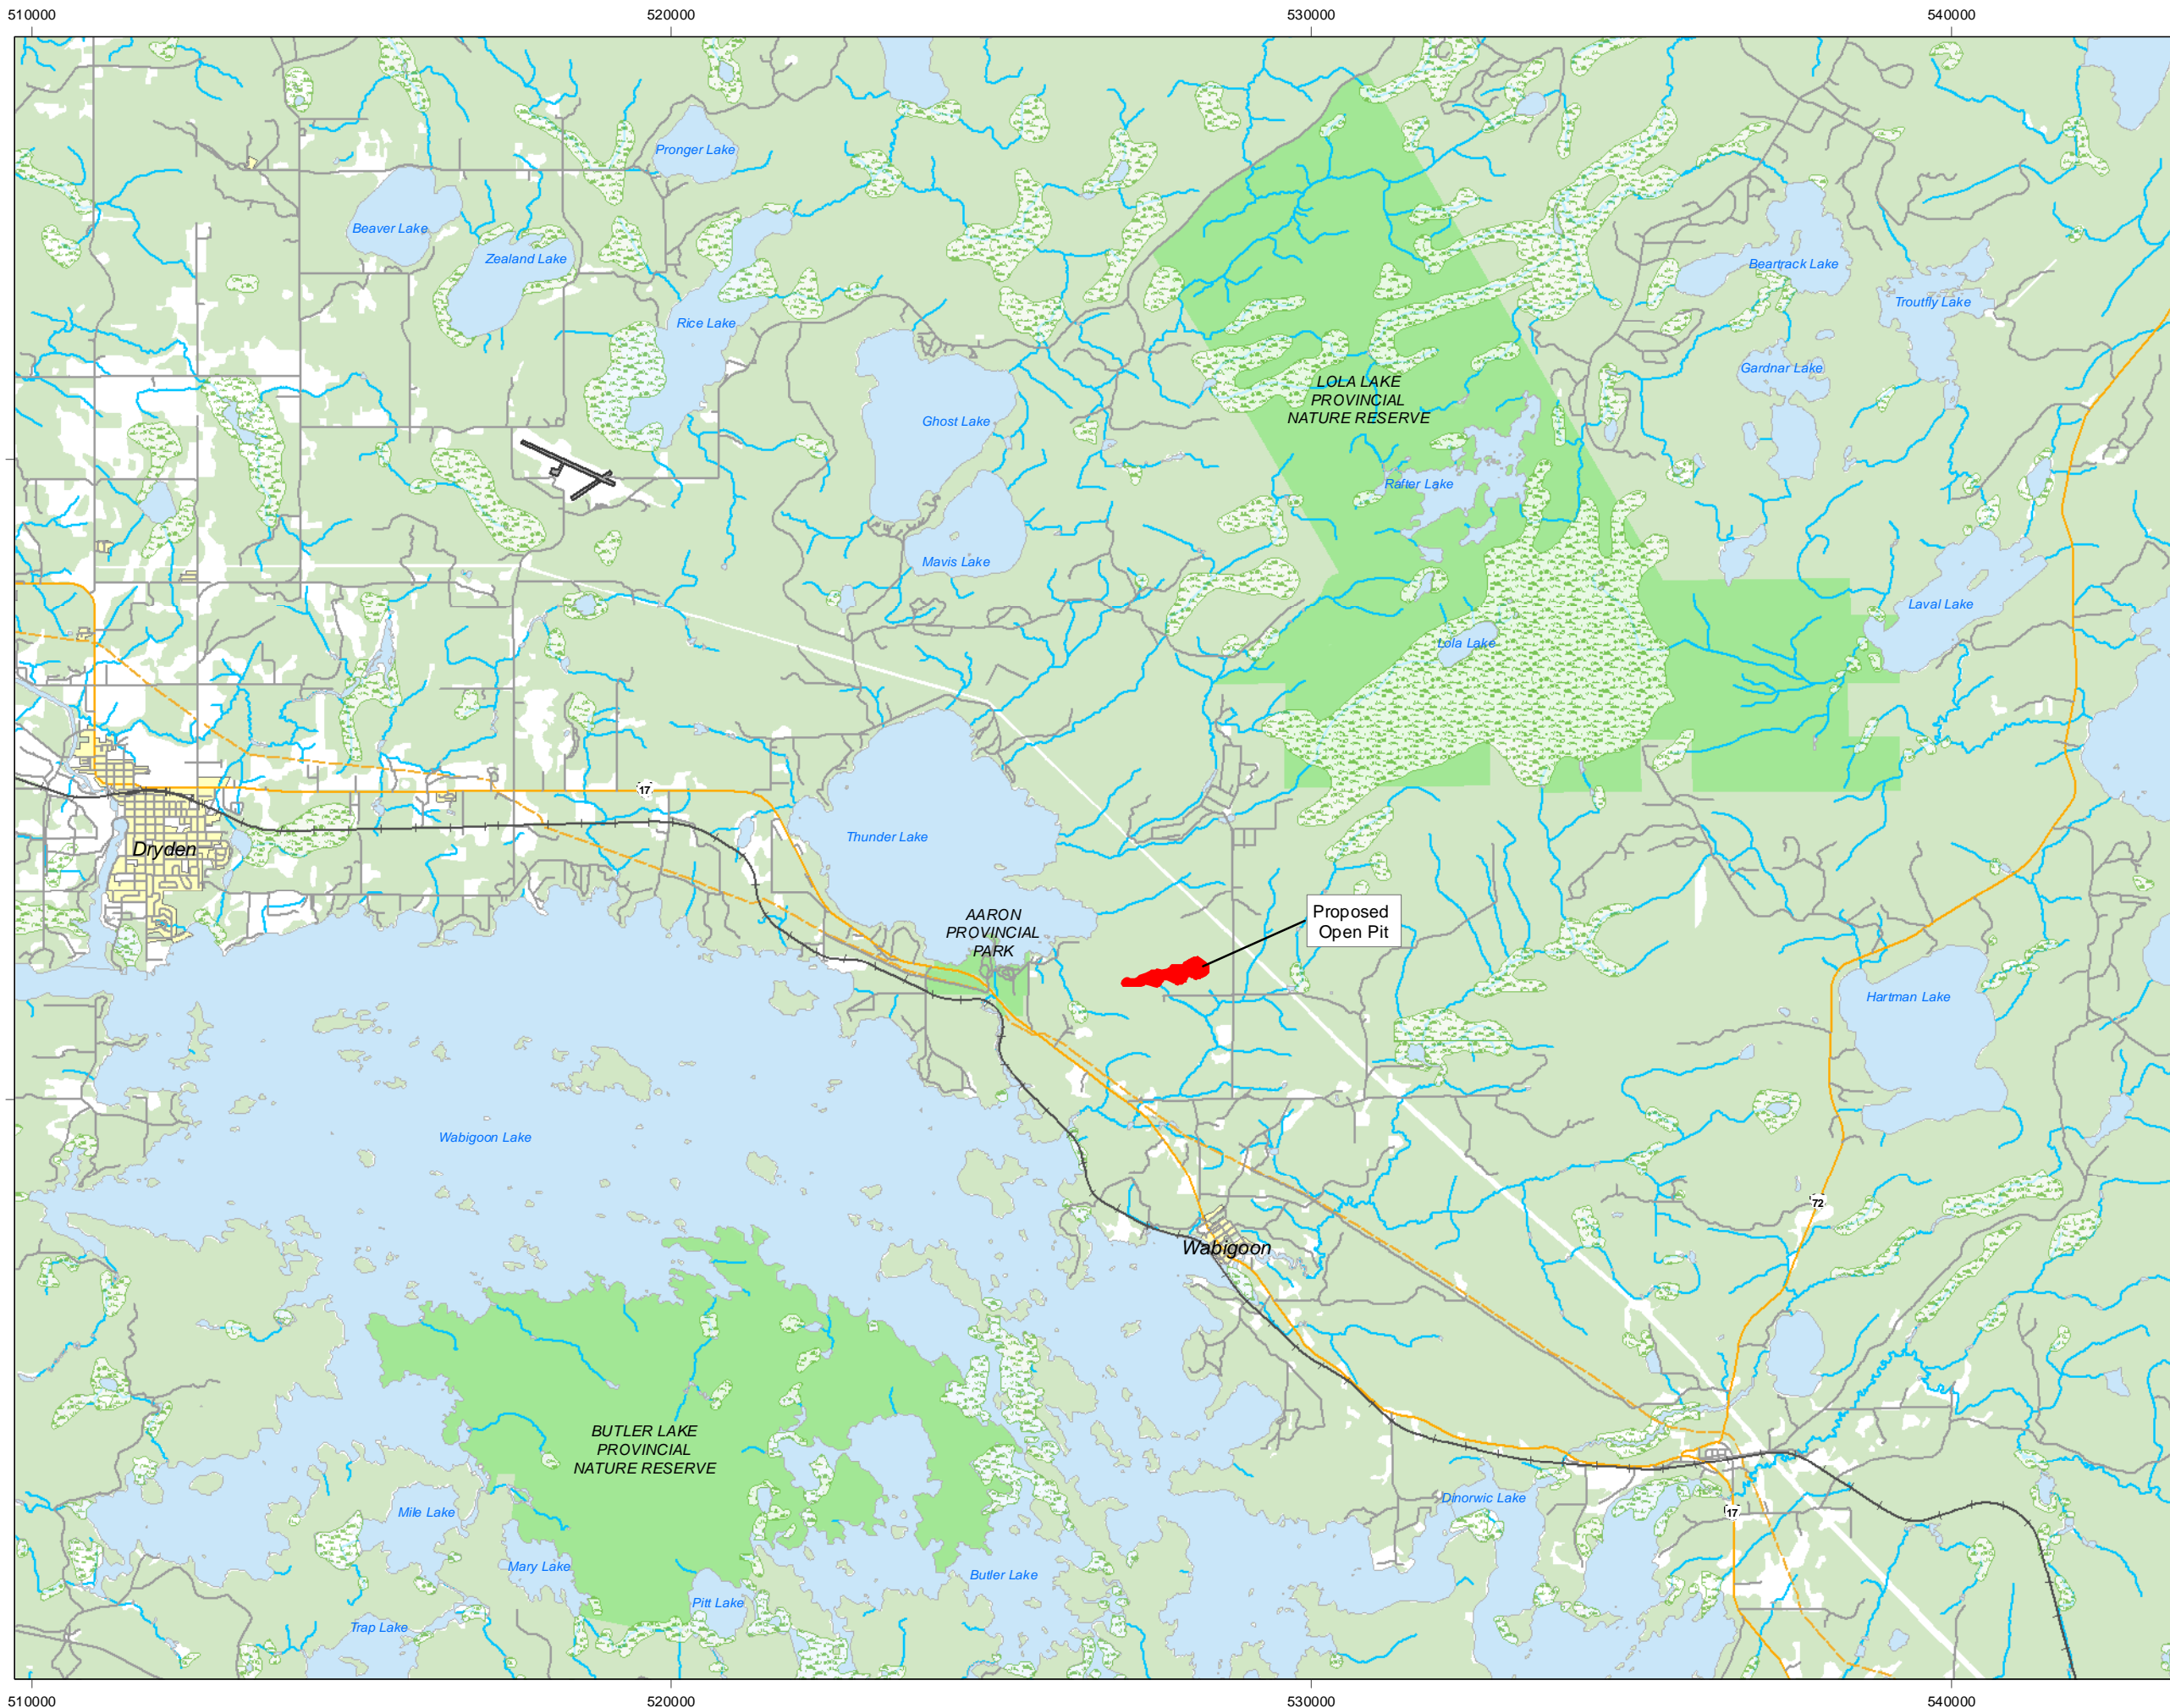 510000
520000
530000
540000
Pronger Lake
Beaver Lake
Zealand Lake
Beartrack Lake
Troutfly Lake
Rice Lake
Gardnar Lake
LOLA LAKE
PROVINCIAL
NATURE RESERVE
Ghost Lake
Rafter Lake
Mavis Lake
Laval Lake
Lola Lake
17
Thunder Lake
Dryden
AARON
PROVINCIAL
PARK
Proposed
Open Pit
Hartman Lake
Wabigoon Lake
72
Wabigoon
BUTLER LAKE
PROVINCIAL
NATURE RESERVE
Dinorwic Lake
Mile Lake
17
Mary Lake
Butler Lake
Pitt Lake
Trap Lake
510000
520000
530000
540000